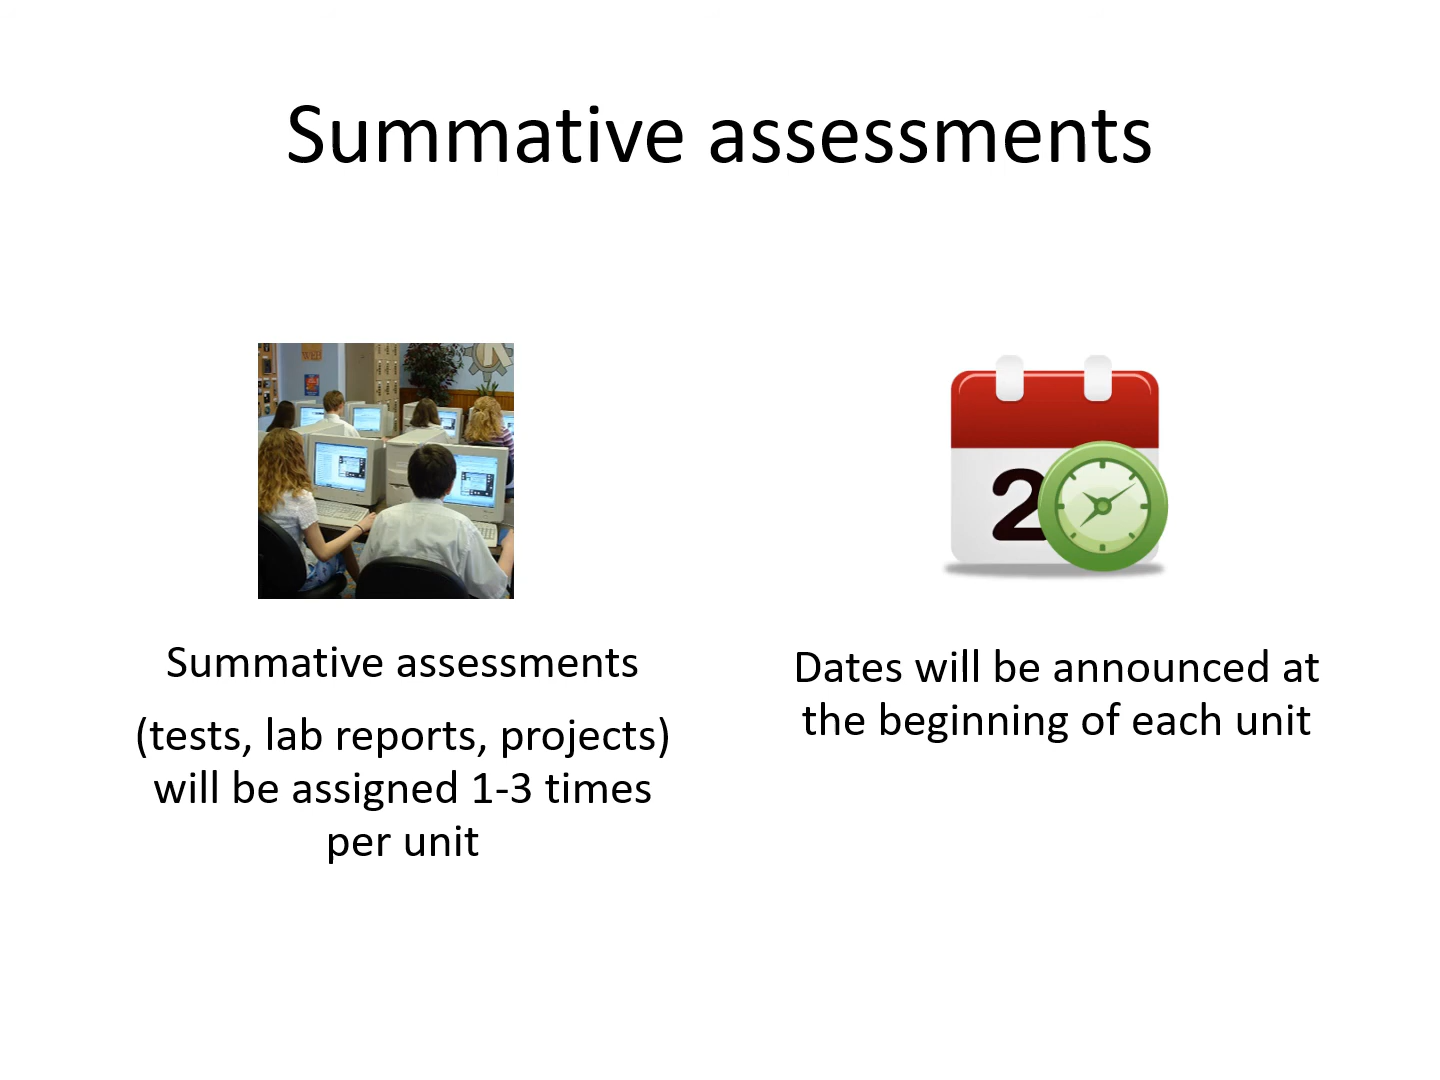 Summative assessments
WEB
2
Summative assessments
(tests, lab reports, projects)
will be assigned 1-3 times
per unit
Dates will be announced at
the beginning of each unit